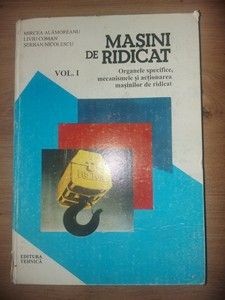 MIRCEA ALĂMOREANU
LIVIU COMAN
ȘERBAN NICOLESCU
MAȘINI
DE RIDICAT
VOL. I
Organele specifice,
mecanismele și acționarea
mașinilor de ridicat
EDITURA
TEHNICĂ